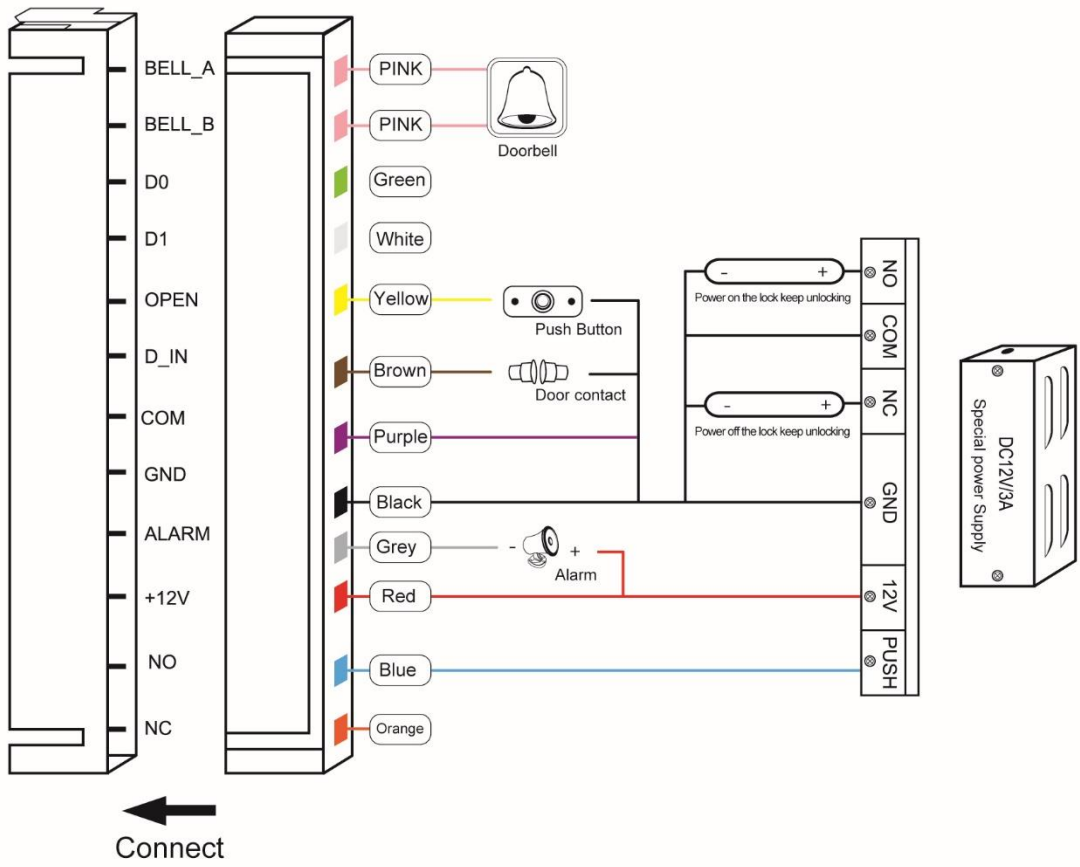 BELL_A
BELL_B
D0
D1
OPEN
D_IN
COM
GND
ALARM
+12V
NO
NC
Connect
PINK
PINK
Green
White
Yellow
Brown
Purple
Black
Grey
Red
Blue
Orange
Doorbell
Push Button
Door contact
-
+
Alarm
-
+
Power on the lock keep unlocking
-
+
Power off the lock keep unlocking
NO
COM
NC
GND
12V
PUSH
DC12V/3A
Special power Supply